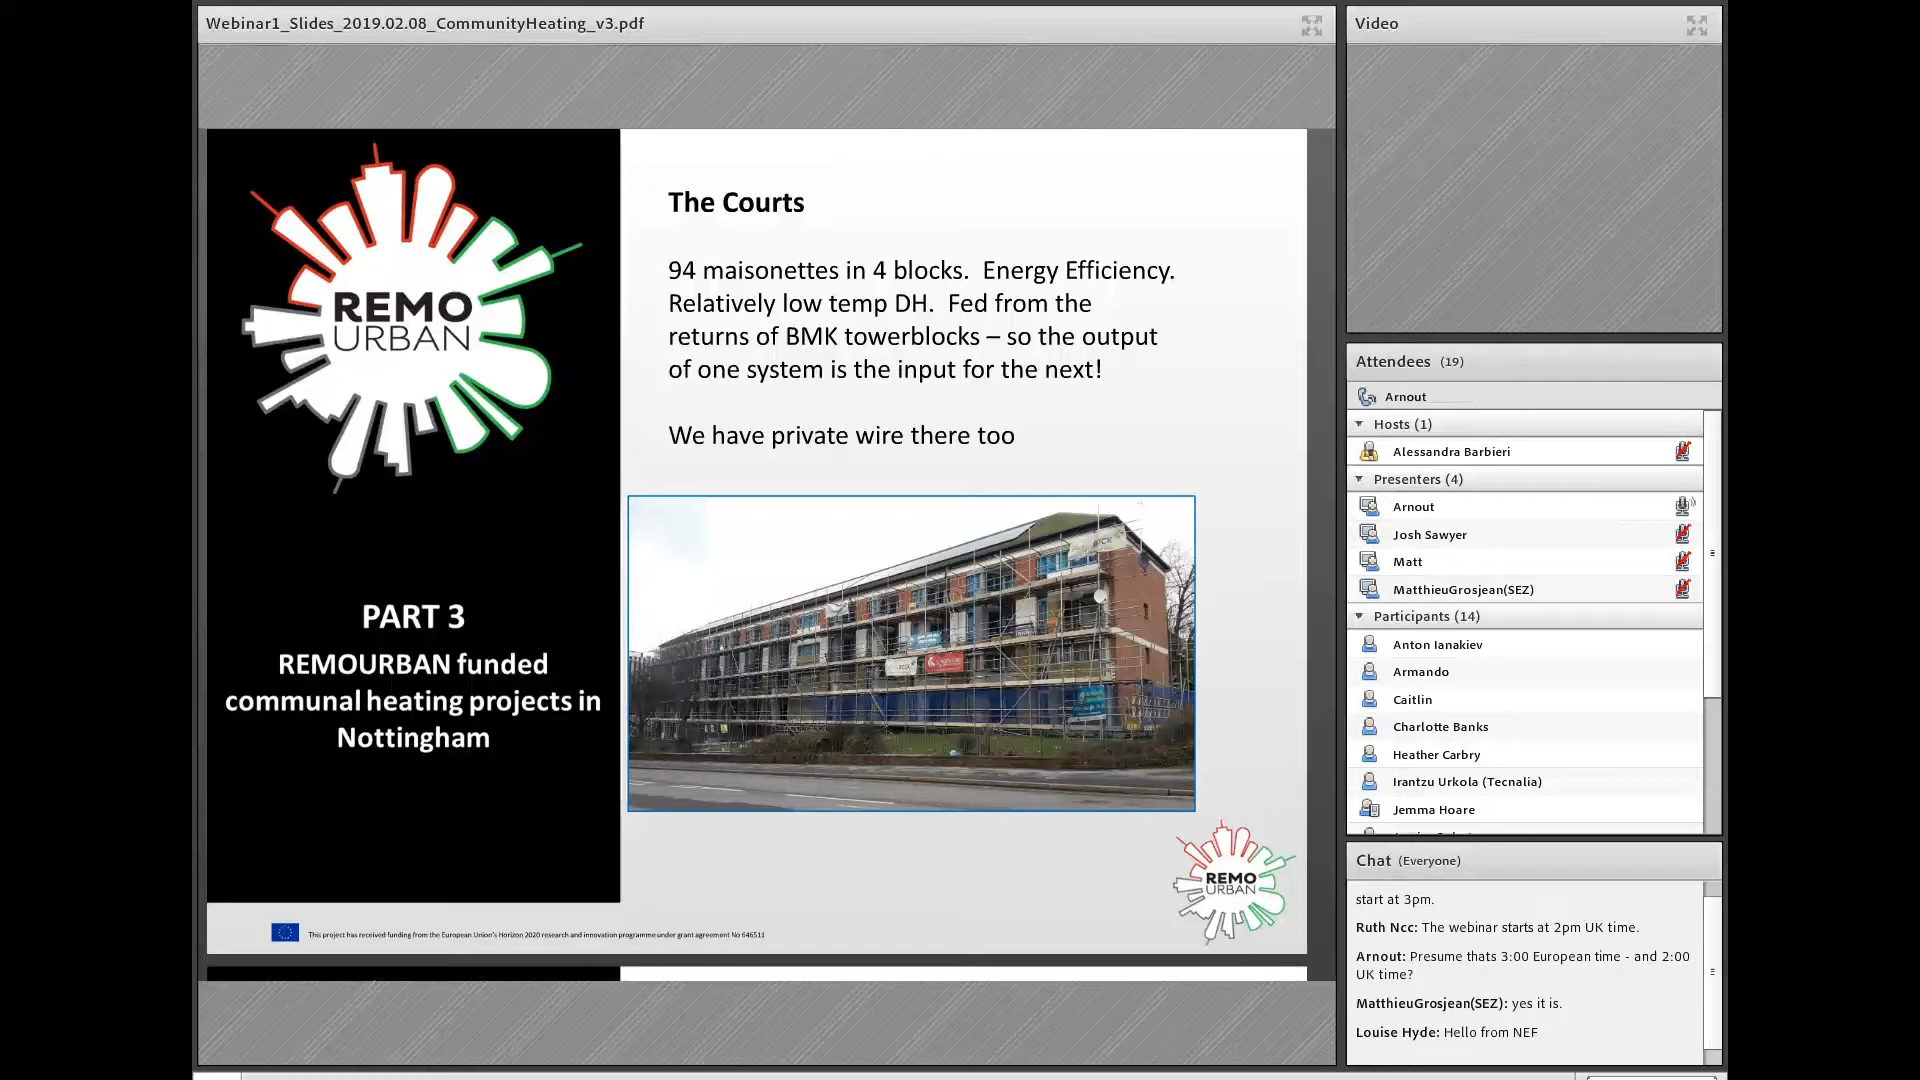 Webinar1_Slides_2019.02.08_CommunityHeating_v3.pdf
REMO
URBAN
PART 3
REMOURBAN funded
communal heating projects in
Nottingham
The Courts
94 maisonettes in 4 blocks.  Energy Efficiency.
Relatively low temp DH.  Fed from the
returns of BMK towerblocks – so the output
of one system is the input for the next!
We have private wire there too
REMO
URBAN
This project has received funding from the European Union's Horizon 2020 research and innovation programme under grant agreement No 646511
Video
Attendees (19)
Arnout
Hosts (1)
Alessandra Barbieri
Presenters (4)
Arnout
Josh Sawyer
Matt
MatthieuGrosjean(SEZ)
Participants (14)
Anton Ianakiev
Armando
Caitlin
Charlotte Banks
Heather Carbry
Irantzu Urkola (Tecnalia)
Jemma Hoare
Chat (Everyone)
start at 3pm.
Ruth Ncc: The webinar starts at 2pm UK time.
Arnout: Presume thats 3:00 European time - and 2:00
UK time?
MatthieuGrosjean(SEZ): yes it is.
Louise Hyde: Hello from NEF